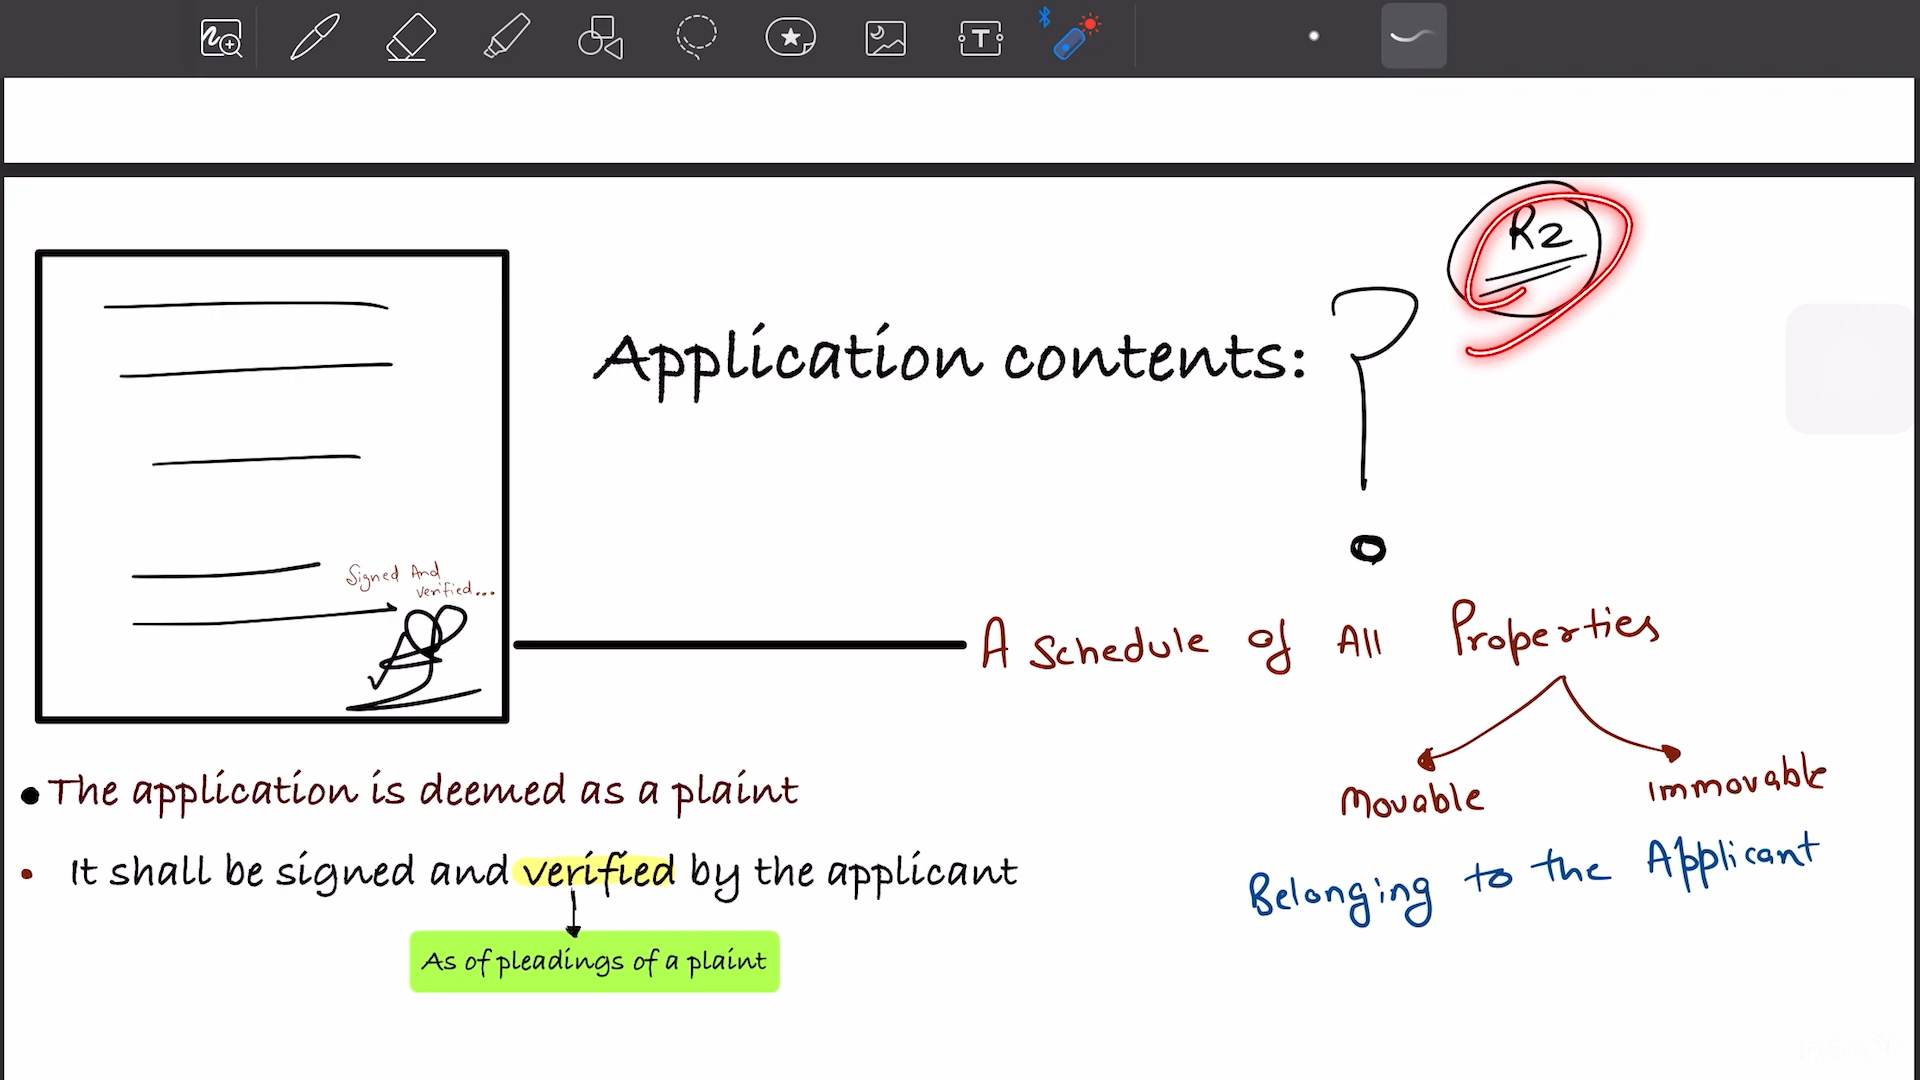 R2
Application contents:
Signed And
verified...
A Schedule of All Properties
Movable
Immovable
Belonging to the Applicant
The application is deemed as a plaint
It shall be signed and verified by the applicant
As of pleadings of a plaint